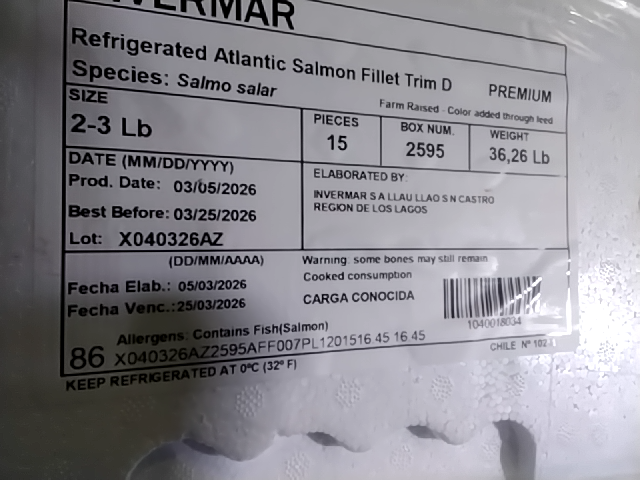 INVERMAR
Refrigerated Atlantic Salmon Fillet Trim D PREMIUM
Species: Salmo salar
Farm Raised - Color added through feed
SIZE
2-3 Lb
PIECES
15
BOX NUM.
2595
WEIGHT
36,26 Lb
DATE (MM/DD/YYYY)
Prod. Date: 03/05/2026
Best Before: 03/25/2026
Lot: X040326AZ
ELABORATED BY:
INVERMAR S A LLAU LLAO S N CASTRO
REGION DE LOS LAGOS
(DD/MM/AAAA)
Fecha Elab.: 05/03/2026
Fecha Venc.:25/03/2026
Warning: some bones may still remain
Cooked consumption
CARGA CONOCIDA
1040018034
Allergens: Contains Fish(Salmon)
86 X040326AZ2595AFF007PL1201516 45 16 45
CHILE Nº
KEEP REFRIGERATED AT 0ºC (32º F)